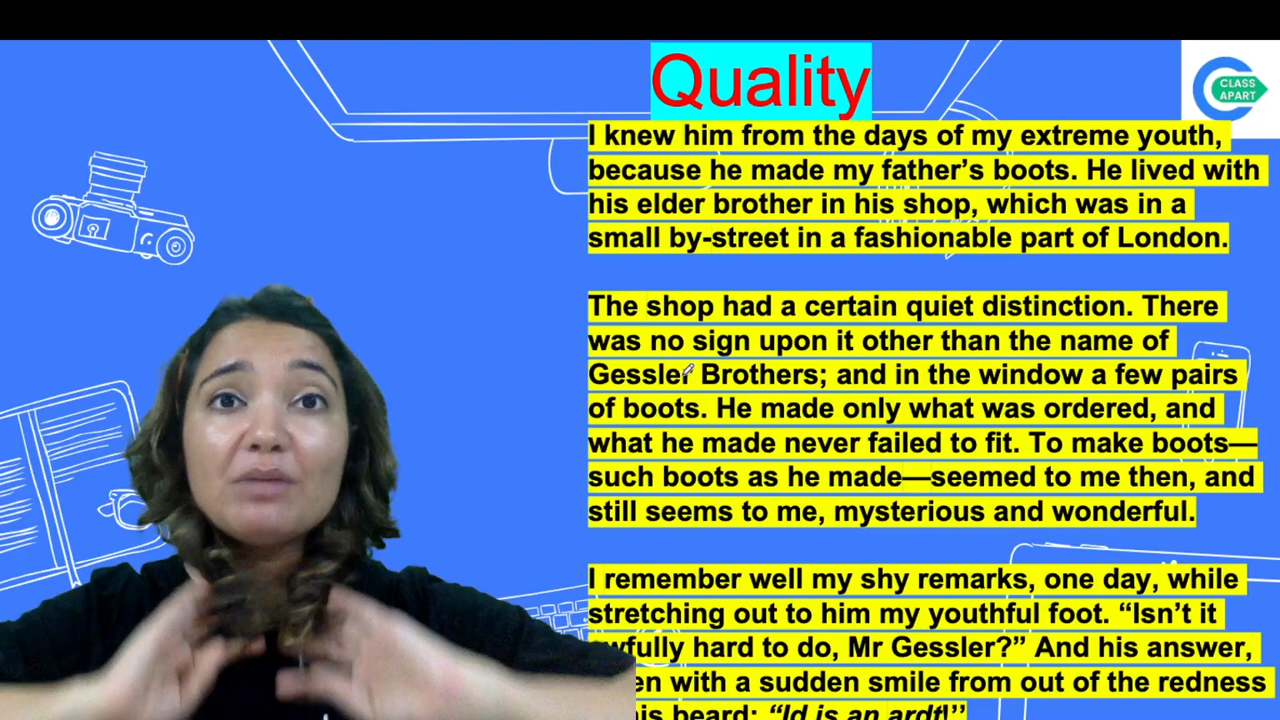 Quality
CLASS
APART
I knew him from the days of my extreme youth,
because he made my father’s boots. He lived with
his elder brother in his shop, which was in a
small by-street in a fashionable part of London.
The shop had a certain quiet distinction. There
was no sign upon it other than the name of
Gessler Brothers; and in the window a few pairs
of boots. He made only what was ordered, and
what he made never failed to fit. To make boots—
such boots as he made—seemed to me then, and
still seems to me, mysterious and wonderful.
I remember well my shy remarks, one day, while
stretching out to him my youthful foot. “Isn’t it
hard to do, Mr Gessler?” And his answer,
with a sudden smile from out of the redness
beard: “Id is an ardt!’’